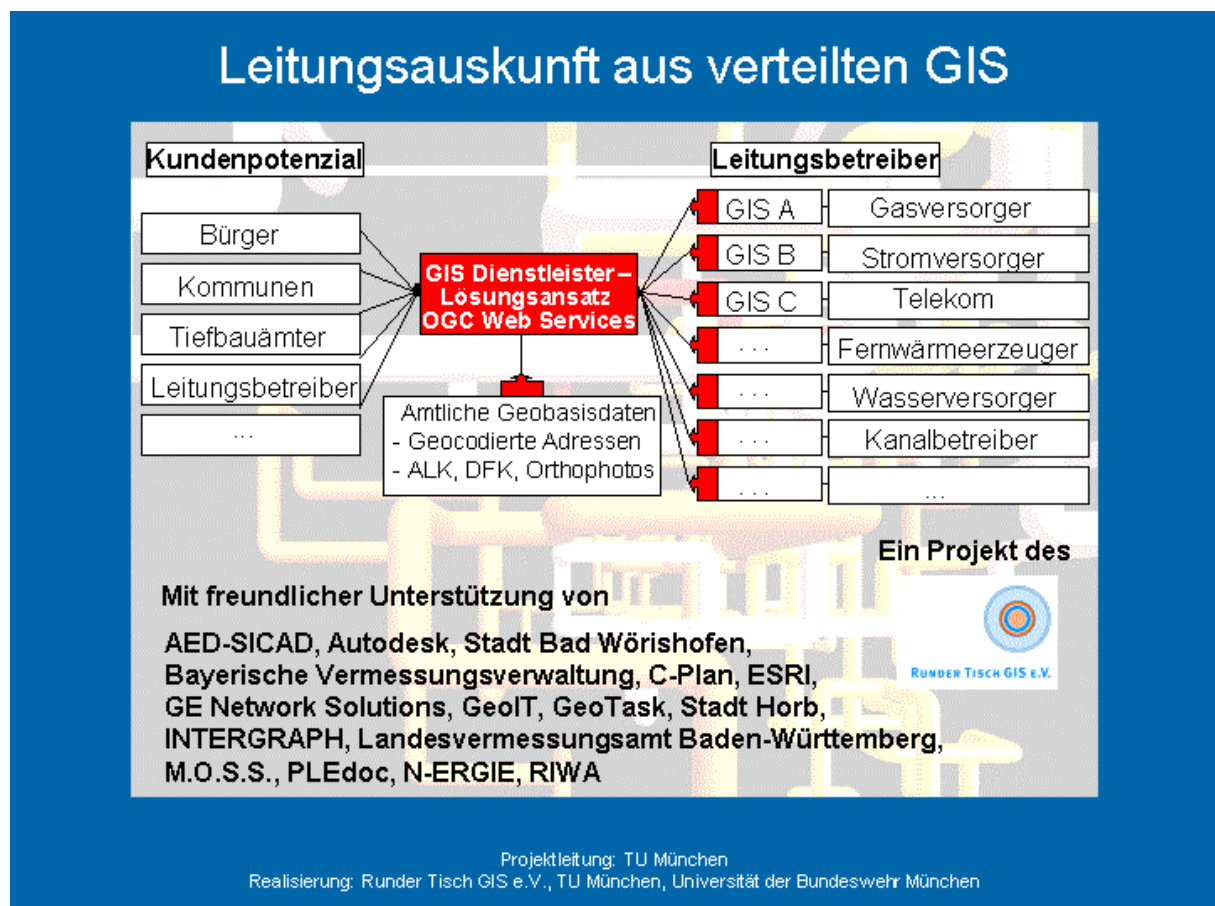 Leitungsauskunft aus verteilten GIS
Kundenpotenzial
Bürger
Kommunen
Tiefbauämter
Leitungsbetreiber
...
GIS Dienstleister –
Lösungsansatz
OGC Web Services
Amtliche Geobasisdaten
- Geocodierte Adressen
- ALK, DFK, Orthophotos
Leitungsbetreiber
GIS A Gasversorger
GIS B Stromversorger
GIS C Telekom
. . . Fernwärmeerzeuger
. . . Wasserversorger
. . . Kanalbetreiber
. . . ...
Ein Projekt des
RUNDER TISCH GIS E.V.
Mit freundlicher Unterstützung von
AED-SICAD, Autodesk, Stadt Bad Wörishofen,
Bayerische Vermessungsverwaltung, C-Plan, ESRI,
GE Network Solutions, GeoIT, GeoTask, Stadt Horb,
INTERGRAPH, Landesvermessungsamt Baden-Württemberg,
M.O.S.S., PLEdoc, N-ERGIE, RIWA
Projektleitung: TU München
Realisierung: Runder Tisch GIS e.V., TU München, Universität der Bundeswehr München